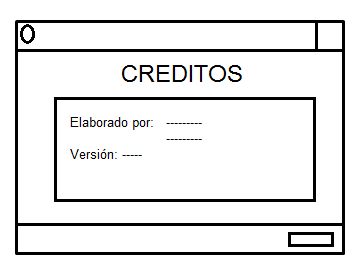 CREDITOS
Elaborado por: ---------
---------
Versión: -----